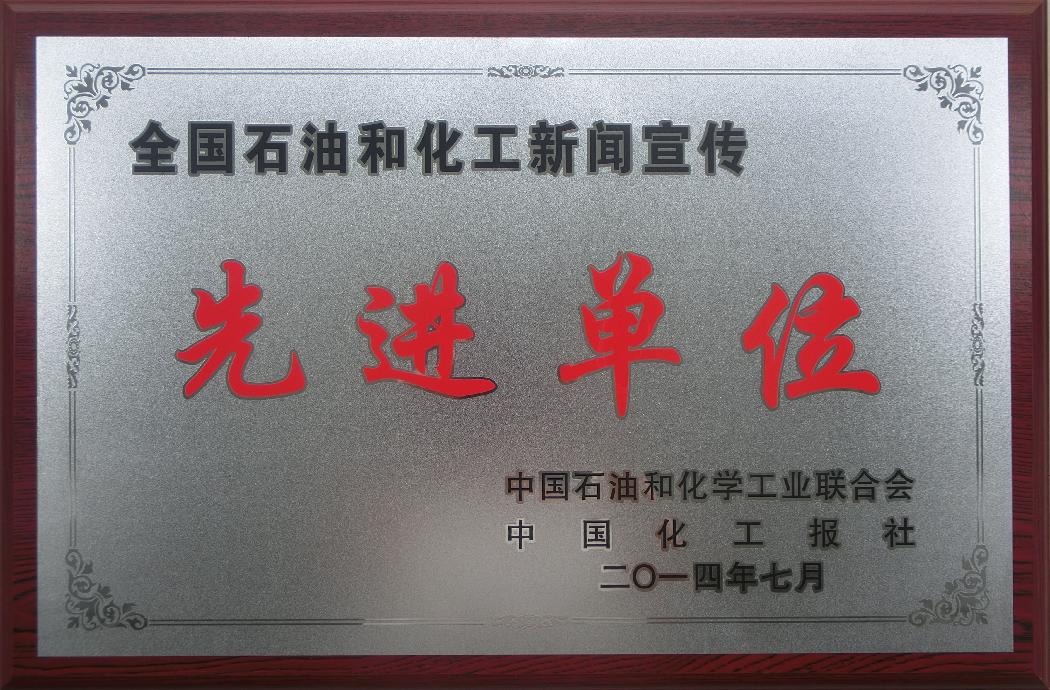 全国石油和化工新闻宣传
先进单位
中国石油和化学工业联合会
中国化工报社
二〇一四年七月